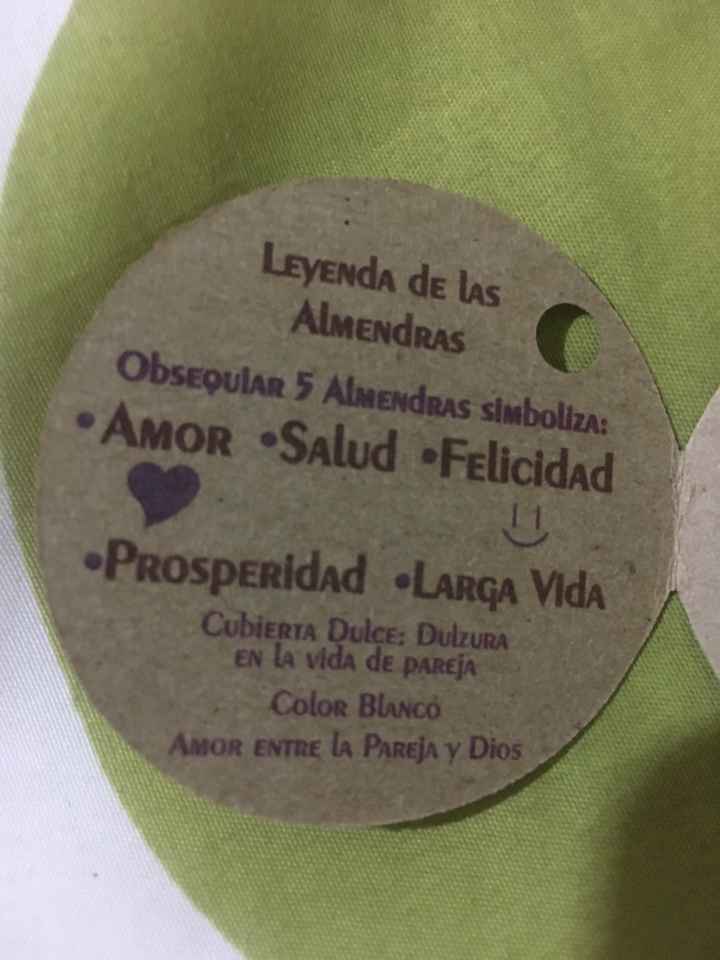 Leyenda de las
Almendras
Obsequiar 5 Almendras simboliza:
• Amor • Salud • Felicidad
• Prosperidad • Larga Vida
Cubierta Dulce: Dulzura
en la vida de pareja
Color Blanco
Amor entre la Pareja y Dios